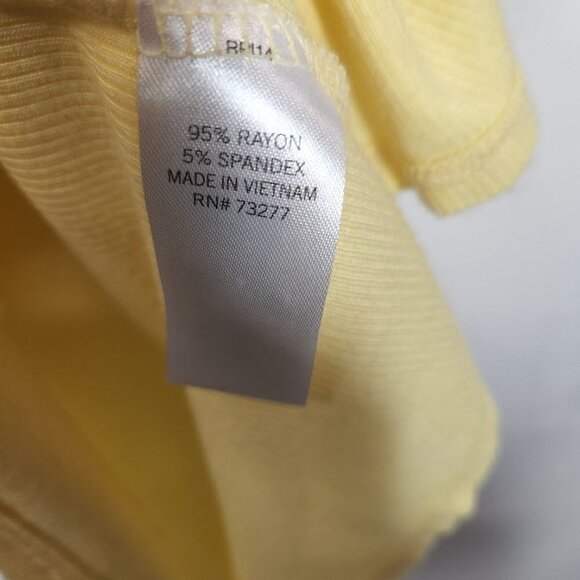 95% RAYON
5% SPANDEX
MADE IN VIETNAM
RN# 73277